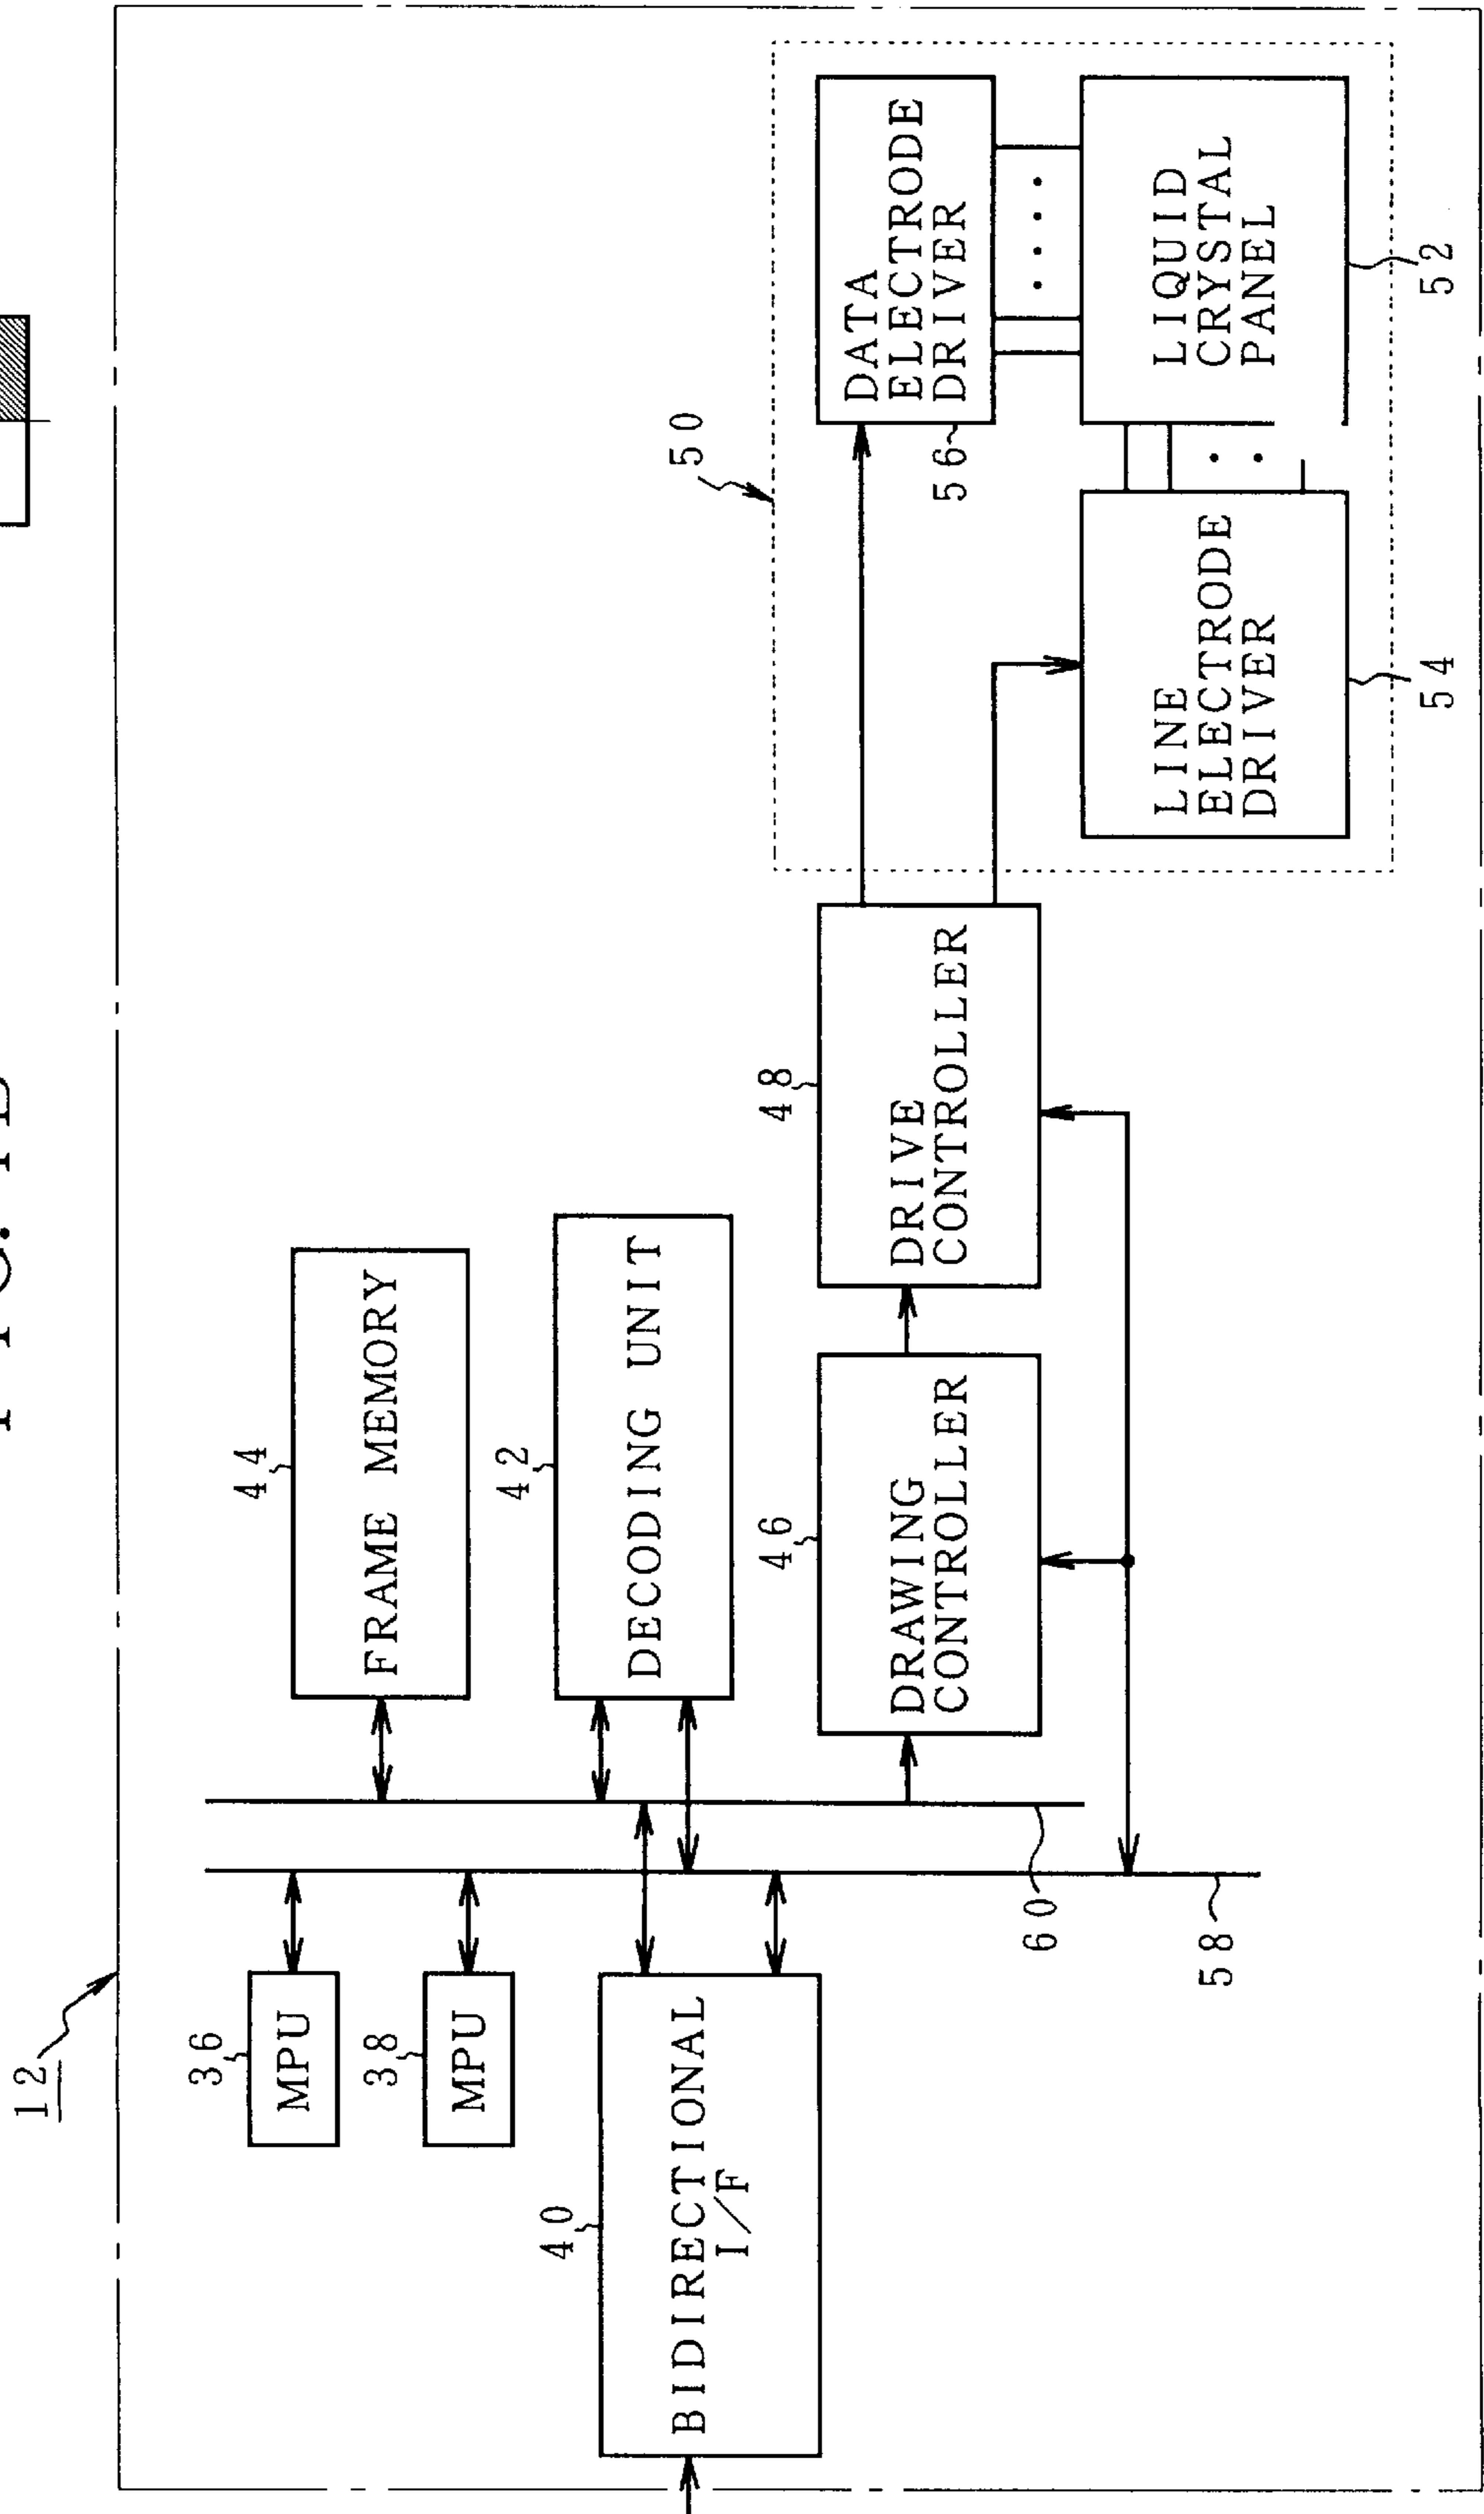 12
36
MPU
38
MPU
40
BIDIRECTIONAL
I/F
44
FRAME MEMORY
42
DECODING UNIT
46
DRAWING
CONTROLLER
48
DRIVE
CONTROLLER
60
58
50
DATA
ELECTRODE
DRIVER
56
LINE
ELECTRODE
DRIVER
54
LIQUID
CRYSTAL
PANEL
52